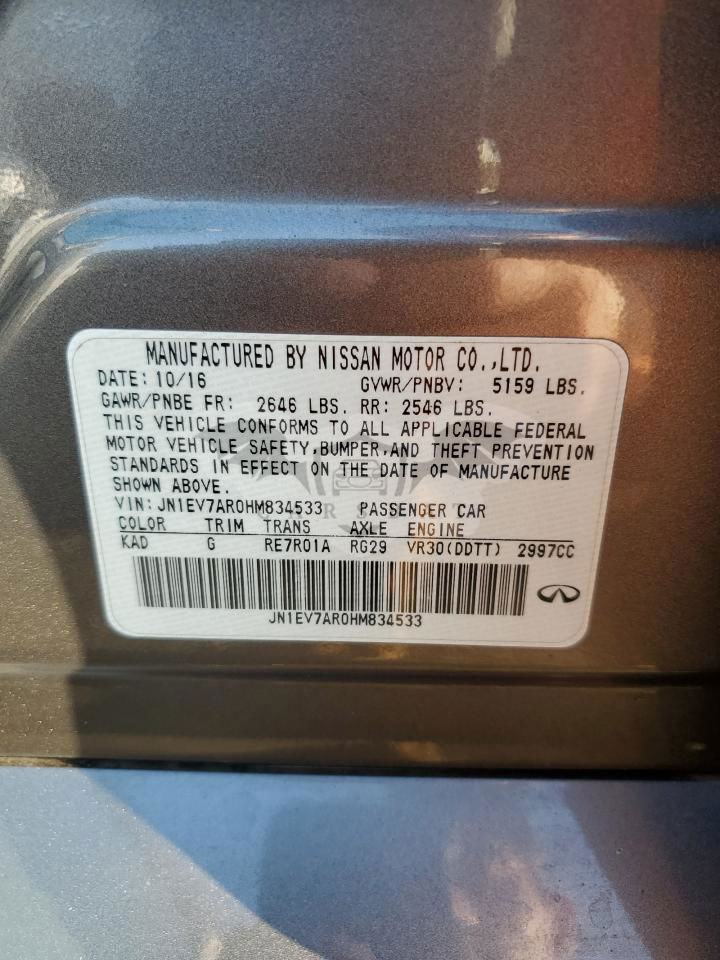 MANUFACTURED BY NISSAN MOTOR CO.,LTD.
DATE: 10/16 GVWR/PNBV: 5159 LBS.
GAWR/PNBE FR: 2646 LBS. RR: 2546 LBS.
THIS VEHICLE CONFORMS TO ALL APPLICABLE FEDERAL
MOTOR VEHICLE SAFETY,BUMPER,AND THEFT PREVENTION
STANDARDS IN EFFECT ON THE DATE OF MANUFACTURE
SHOWN ABOVE.
VIN: JN1EV7AR0HM834533 PASSENGER CAR
COLOR TRIM TRANS AXLE ENGINE
KAD G RE7R01A RG29 VR30(DDTT) 2997CC
JN1EV7AR0HM834533